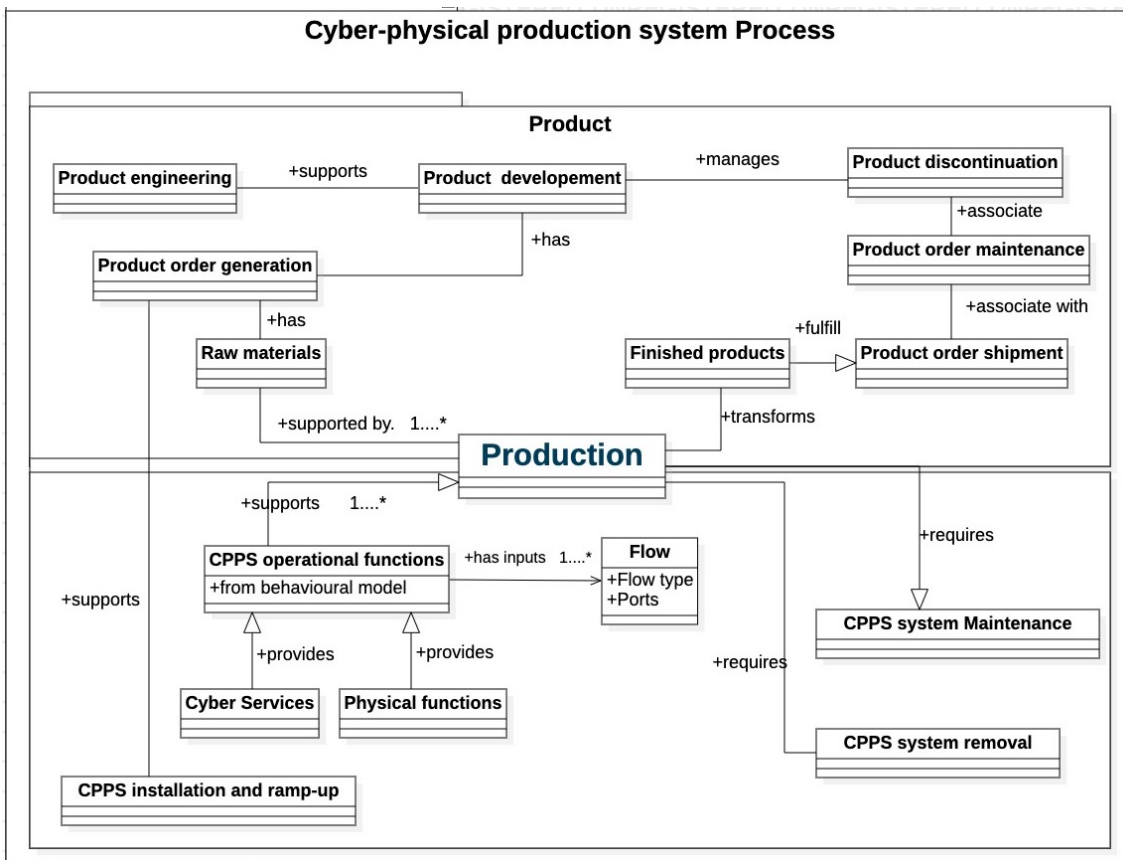 Cyber-physical production system Process
Product
Product engineering
+supports
Product  developement
+manages
Product discontinuation
+associate
+has
Product order maintenance
Product order generation
+associate with
+has
+fulfill
Raw materials
Finished products
Product order shipment
+supported by.   1....*
+transforms
Production
+supports      1....*
+requires
CPPS operational functions
+from behavioural model
+has inputs   1....*
Flow
+Flow type
+Ports
+supports
CPPS system Maintenance
+provides
+provides
+requires
Cyber Services
Physical functions
CPPS system removal
CPPS installation and ramp-up